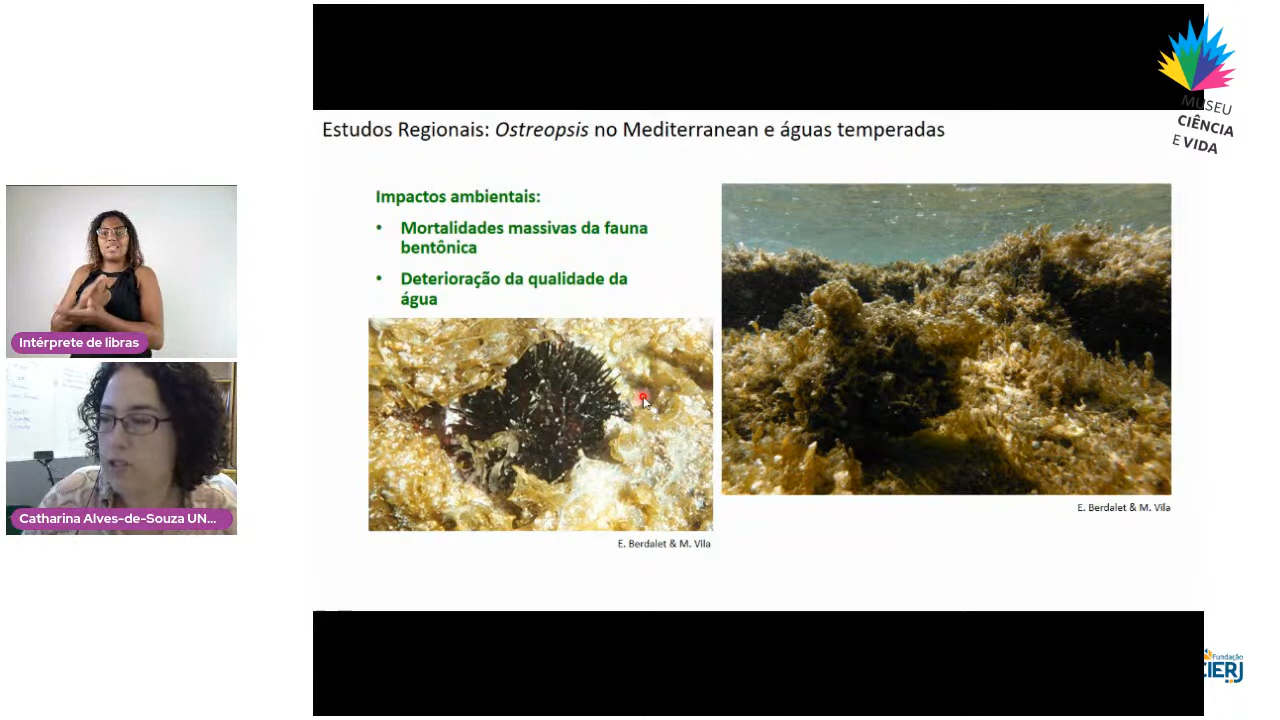 MUSEU
CIÊNCIA
E VIDA
Estudos Regionais: Ostreopsis no Mediterranean e águas temperadas
Impactos ambientais:
• Mortalidades massivas da fauna
bentônica
• Deterioração da qualidade da
água
E. Berdalet & M. Vila
E. Berdalet & M. Vila
Intérprete de libras
Catharina Alves-de-Souza UN...
Fundação
CIERJ